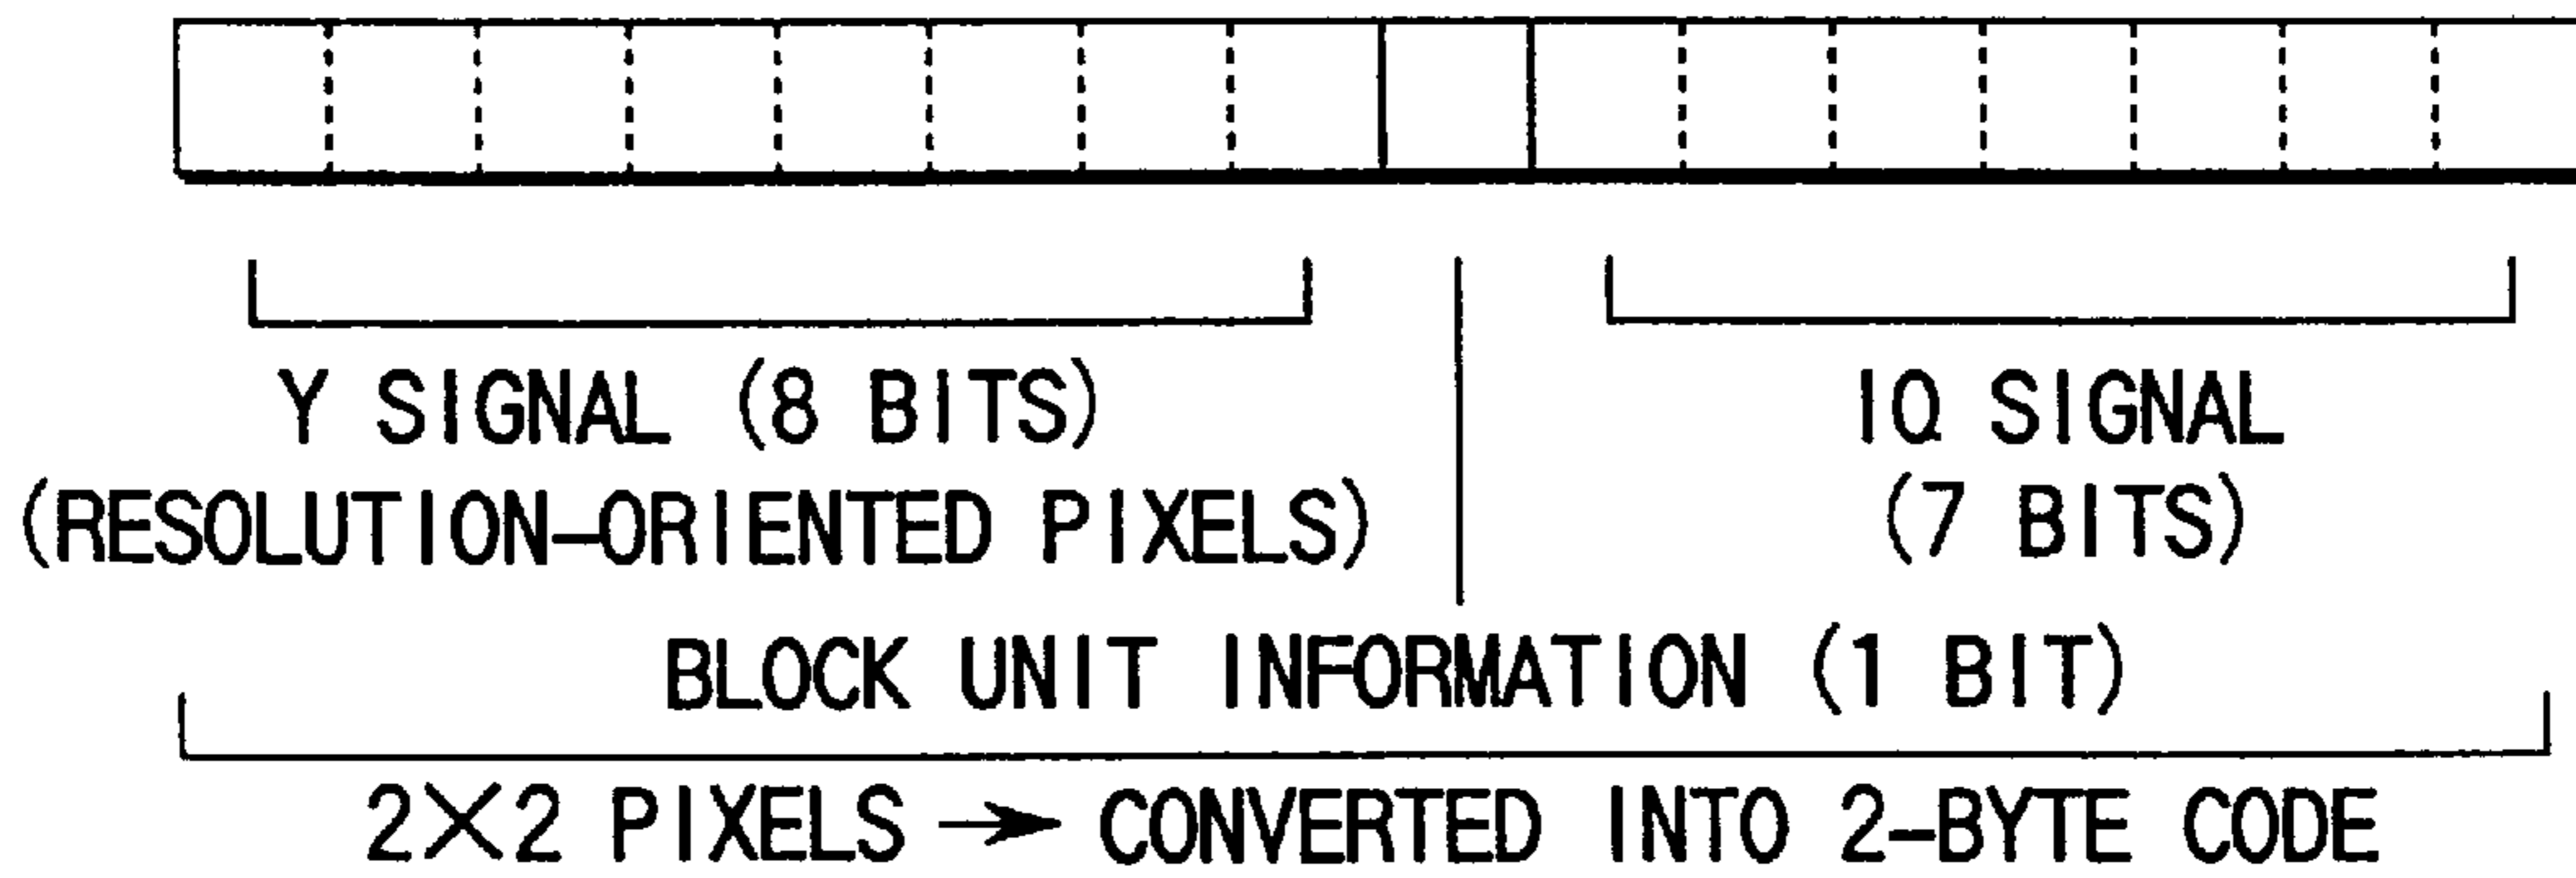 Y SIGNAL (8 BITS)
(RESOLUTION-ORIENTED PIXELS)
IQ SIGNAL
(7 BITS)
BLOCK UNIT INFORMATION (1 BIT)
2×2 PIXELS → CONVERTED INTO 2-BYTE CODE